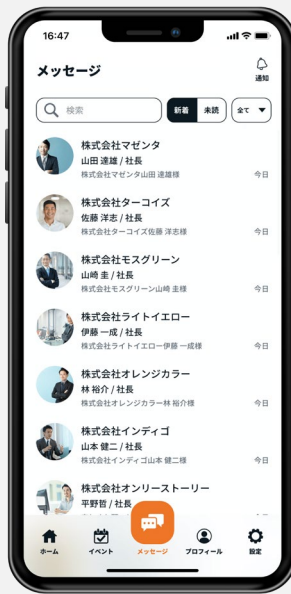 16:47
メッセージ
通知
検索
新着 未読 全て
株式会社マゼンタ
山田 達雄 / 社長
株式会社マゼンタ山田 達雄様 今日
株式会社ターコイズ
佐藤 洋志 / 社長
株式会社ターコイズ佐藤 洋志様 今日
株式会社モスグリーン
山崎 圭 / 社長
株式会社モスグリーン山崎 圭様 今日
株式会社ライトイエロー
伊藤 一成 / 社長
株式会社ライトイエロー伊藤 一成様 今日
株式会社オレンジカラー
林 裕介 / 社長
株式会社オレンジカラー林 裕介様 今日
株式会社インディゴ
山本 健二 / 社長
株式会社インディゴ山本 健二様 今日
株式会社オンリーストーリー
平野哲 / 社長
ホーム イベント メッセージ プロフィール 設定